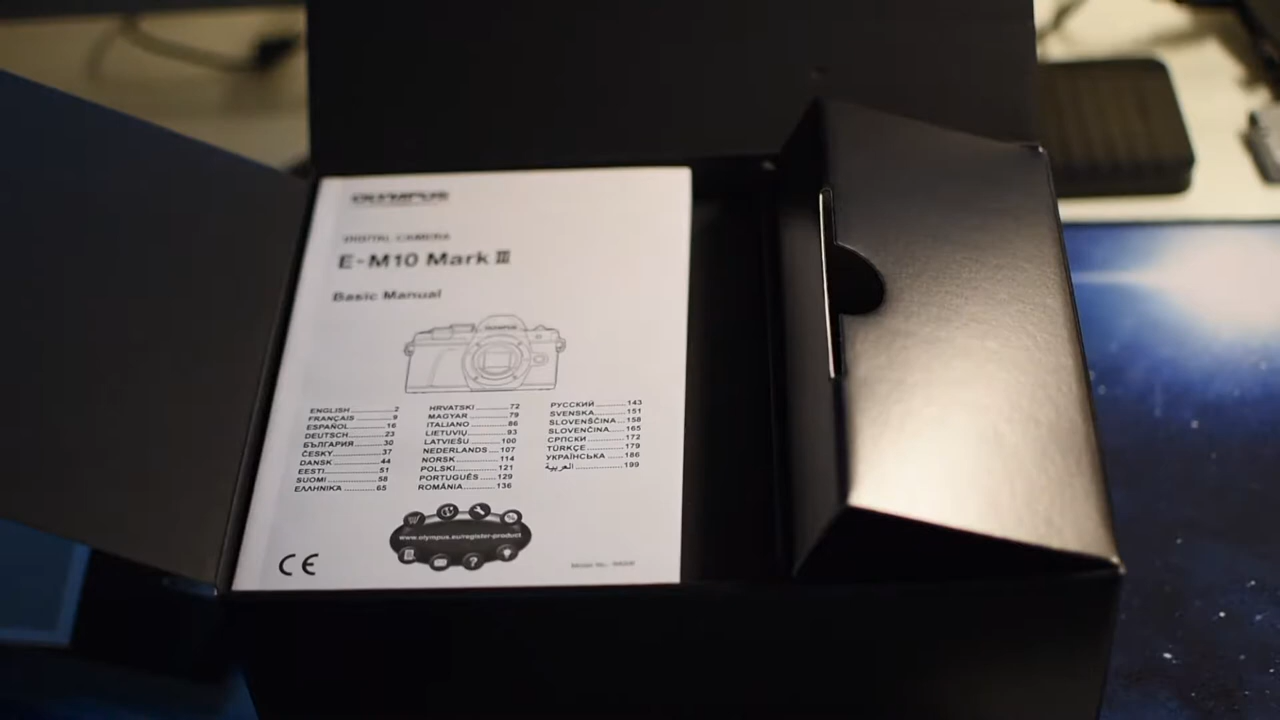 OLYMPUS
DIGITAL CAMERA
E-M10 Mark III
Basic Manual
OLYMPUS
ENGLISH 2
FRANÇAIS 9
ESPAÑOL 16
DEUTSCH 23
БЪЛГАРИЯ 30
ČESKY 37
DANSK 44
EESTI 51
SUOMI 58
ΕΛΛΗΝΙΚΑ 65
HRVATSKI 72
MAGYAR 79
ITALIANO 86
LIETUVIŲ 93
LATVIEŠU 100
NEDERLANDS 107
NORSK 114
POLSKI 121
PORTUGUÊS 129
ROMÂNIA 136
РУССКИЙ 143
SVENSKA 151
SLOVENŠČINA 158
SLOVENČINA 165
СРПСКИ 172
TÜRKÇE 179
УКРАЇНСЬКА 186
العربية 199
www.olympus.eu/register-product
CE
Model No.